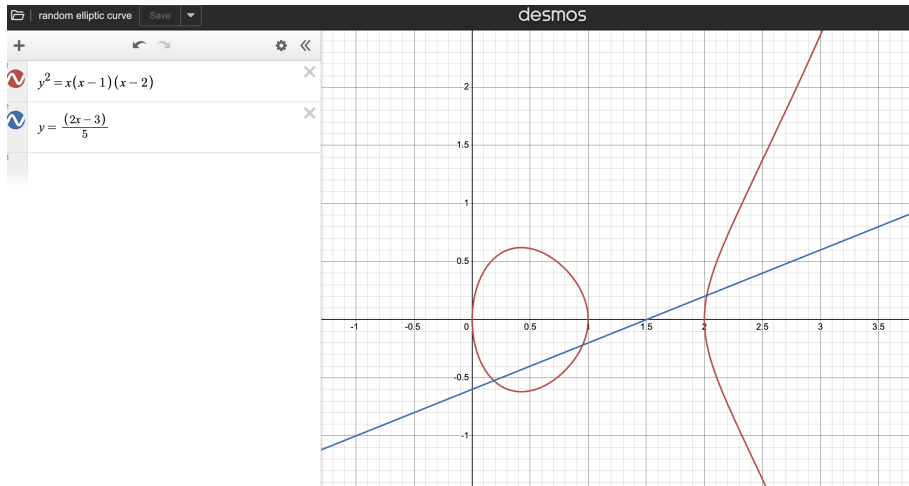 random elliptic curve Save desmos
y² = x(x − 1)(x − 2)
y = (2x − 3)/5
2
1.5
1
0.5
-1 -0.5 0 0.5 1 1.5 2 2.5 3 3.5
-0.5
-1